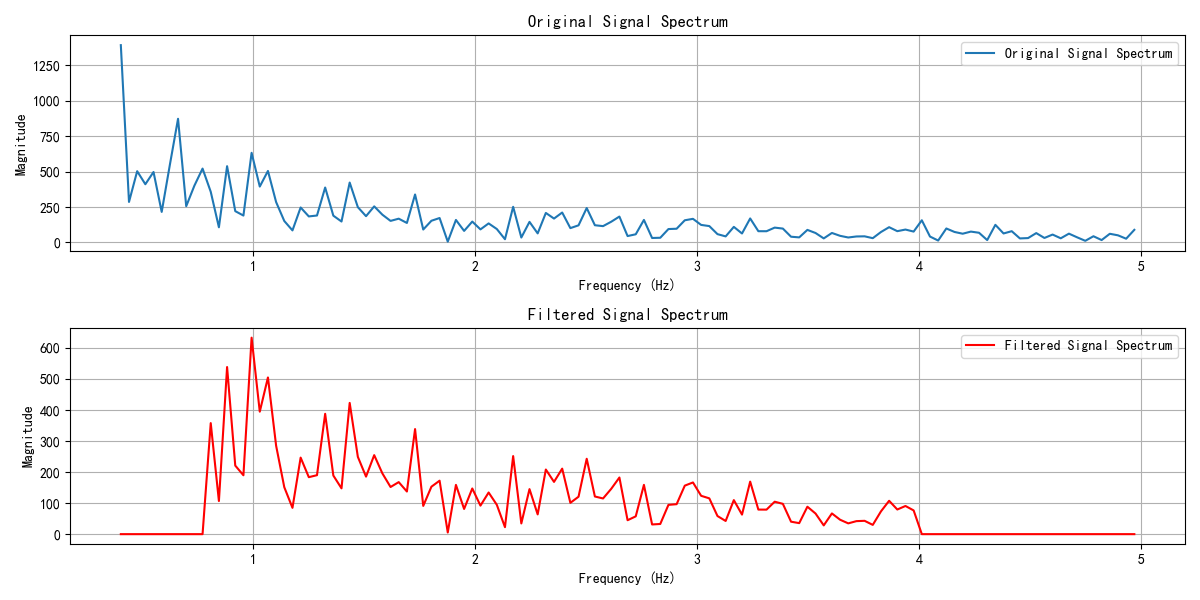 Original Signal Spectrum
Original Signal Spectrum
1250
1000
750
500
250
0
Magnitude
1 2 3 4 5
Frequency (Hz)
Filtered Signal Spectrum
Filtered Signal Spectrum
600
500
400
300
200
100
0
Magnitude
1 2 3 4 5
Frequency (Hz)